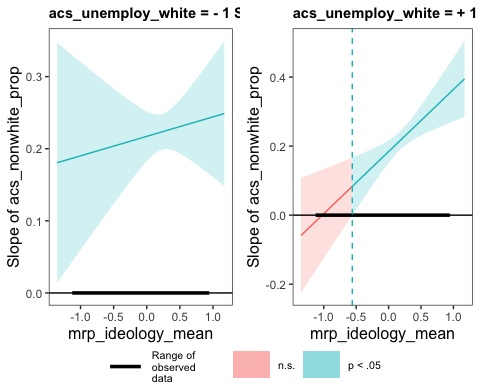 acs_unemploy_white = - 1 S
acs_unemploy_white = + 1
Slope of acs_nonwhite_prop
0.3
0.2
0.1
0.0
-1.0 -0.5 0.0 0.5 1.0
mrp_ideology_mean
Slope of acs_nonwhite_prop
0.4
0.2
0.0
-0.2
-1.0 -0.5 0.0 0.5 1.0
mrp_ideology_mean
Range of
observed
data
n.s.
p < .05